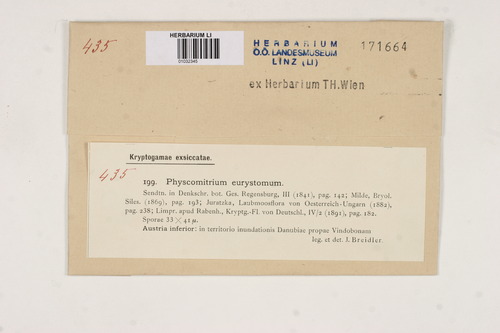 435
HERBARIUM LI
01002945
HERBARIUM
O.Ö. LANDESMUSEUM
LINZ (LI)
171664
ex Herbarium TH.Wien
Kryptogamae exsiccatae.
435
199. Physcomitrium eurystomum.
Sendtn. in Denkschr. bot. Ges. Regensburg, III (1841), pag. 142; Milde, Bryol.
Siles. (1869), pag. 193; Juratzka, Laubmoosflora von Oesterreich-Ungarn (1882),
pag. 238; Limpr. apud Rabenh., Kryptg.-Fl. von Deutschl., IV/2 (1891), pag. 182.
Sporae 33 × 41 μ.
Austria inferior: in territorio inundationis Danubiae propae Vindobonam
leg. et det. J. Breidler